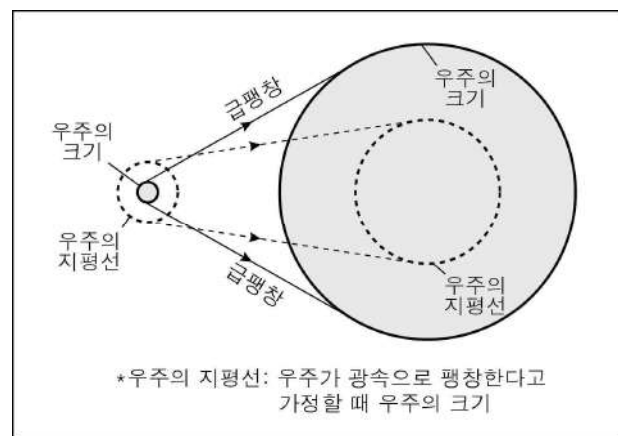 우주의
크기
급팽창
우주의
크기
우주의
지평선
급팽창
우주의
지평선
*우주의 지평선: 우주가 광속으로 팽창한다고
가정할 때 우주의 크기